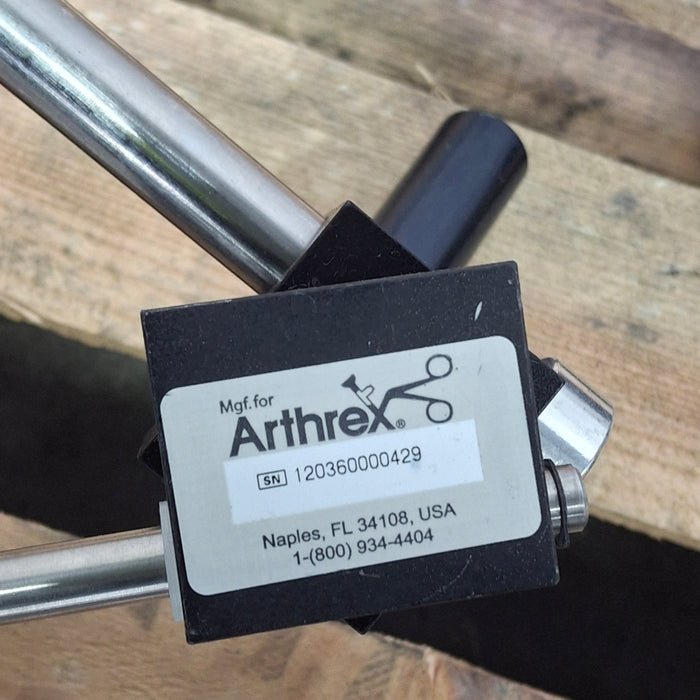 Mgf.for
Arthrex®
SN 120360000429
Naples, FL 34108, USA
1-(800) 934-4404